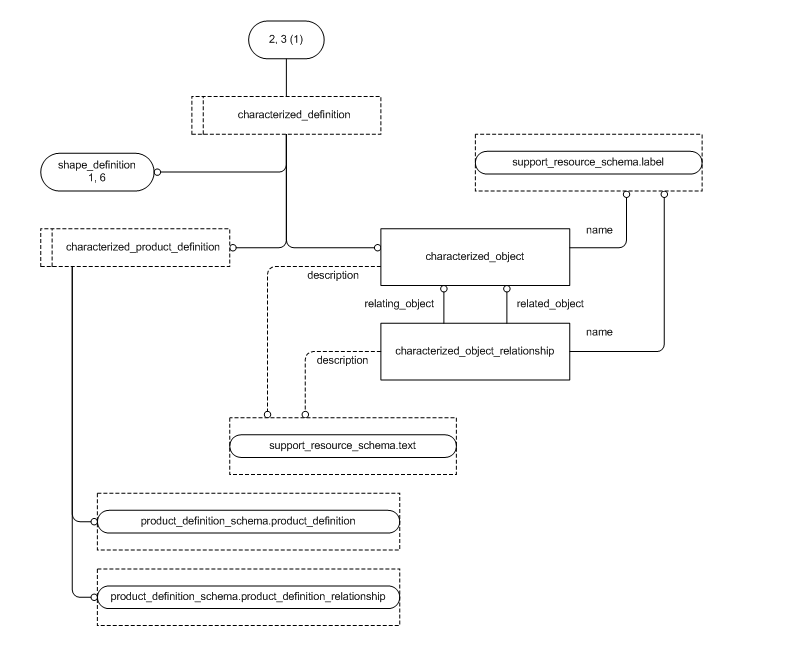 2, 3 (1)
characterized_definition
shape_definition
1, 6
support_resource_schema.label
characterized_product_definition
name
characterized_object
description
relating_object
related_object
name
characterized_object_relationship
description
support_resource_schema.text
product_definition_schema.product_definition
product_definition_schema.product_definition_relationship